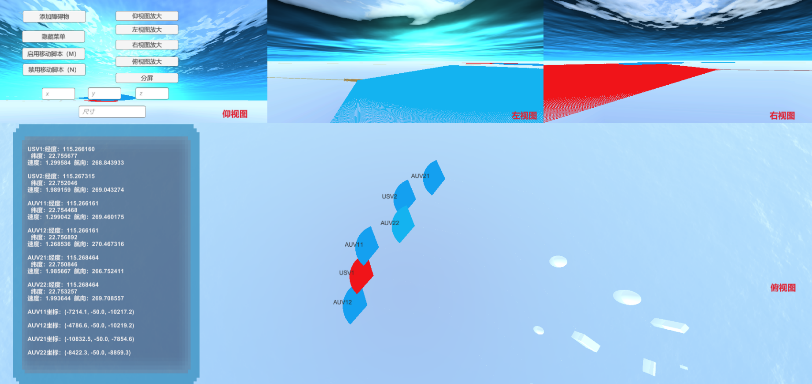 添加障碍物
隐藏菜单
启用移动脚本（M）
禁用移动脚本（N）
仰视图放大
左视图放大
右视图放大
俯视图放大
分屏
x
y
尺寸
仰视图
左视图
右视图
USV1:经度: 115.266160
纬度: 22.755677
速度: 1.299584 航向: 268.843933
USV2:经度: 115.267315
纬度: 22.752046
速度: 1.989159 航向: 269.043274
AUV11:经度: 115.266161
纬度: 22.754468
速度: 1.299042 航向: 269.460175
AUV12:经度: 115.266161
纬度: 22.756892
速度: 1.268536 航向: 270.467316
AUV21:经度: 115.268464
纬度: 22.750846
速度: 1.985667 航向: 268.752411
AUV22:经度: 115.268464
纬度: 22.753257
速度: 1.993644 航向: 269.708557
AUV11坐标: (-7214.1, -50.0, -10217.2)
AUV12坐标: (-4786.6, -50.0, -10219.2)
AUV21坐标: (-10832.5, -50.0, -7854.6)
AUV22坐标: (-8422.3, -50.0, -8859.3)
AUV21
USV2
AUV22
AUV11
USV1
AUV12
俯视图